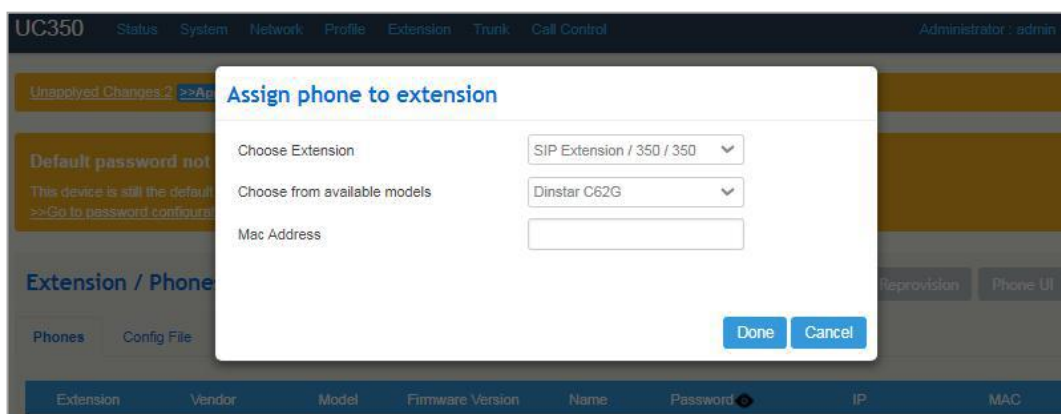 UC350 Status System Network Profile Extension Trunk Call Control Administrator : admin
Unapplyed Changes:2 >>Ap
Assign phone to extension
Choose Extension SIP Extension / 350 / 350
Default password not
This device is still the default
Choose from available models Dinstar C62G
>>Go to password configurat
Mac Address
Extension / Phone
Reprovision Phone UI
Phones Config File
Done Cancel
Extension Vendor Model Firmware Version Name Password IP MAC